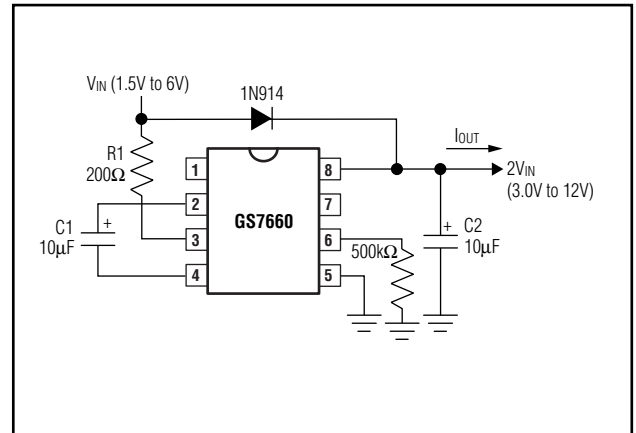 VIN (1.5V to 6V)
1N914
IOUT
R1
200Ω
1
8
2VIN
(3.0V to 12V)
2
7
C1
10µF
+
GS7660
3
6
500kΩ
+
C2
10µF
4
5